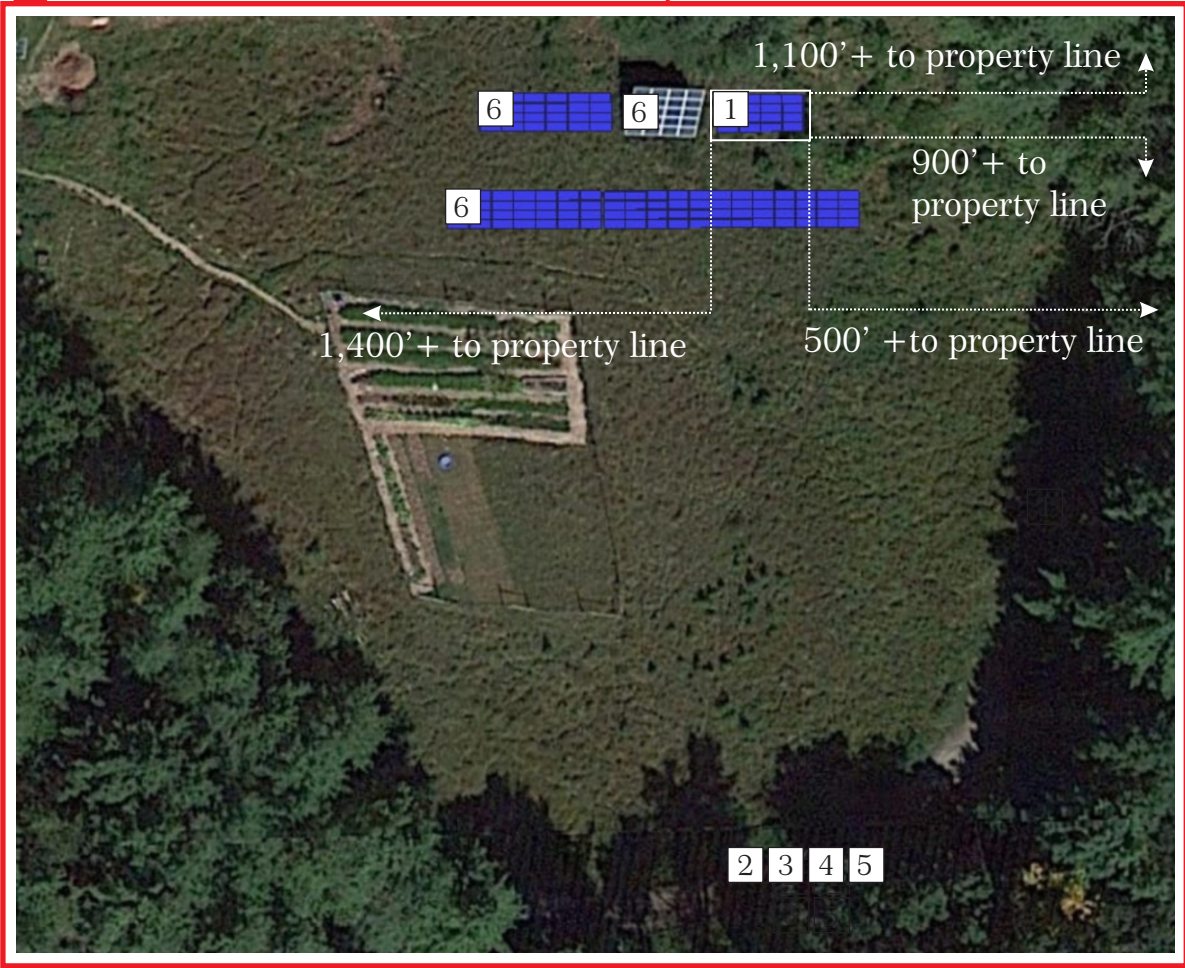 1,100’+ to property line
6
6
1
900’+ to
property line
6
1,400’+ to property line
500’ +to property line
2 3 4 5